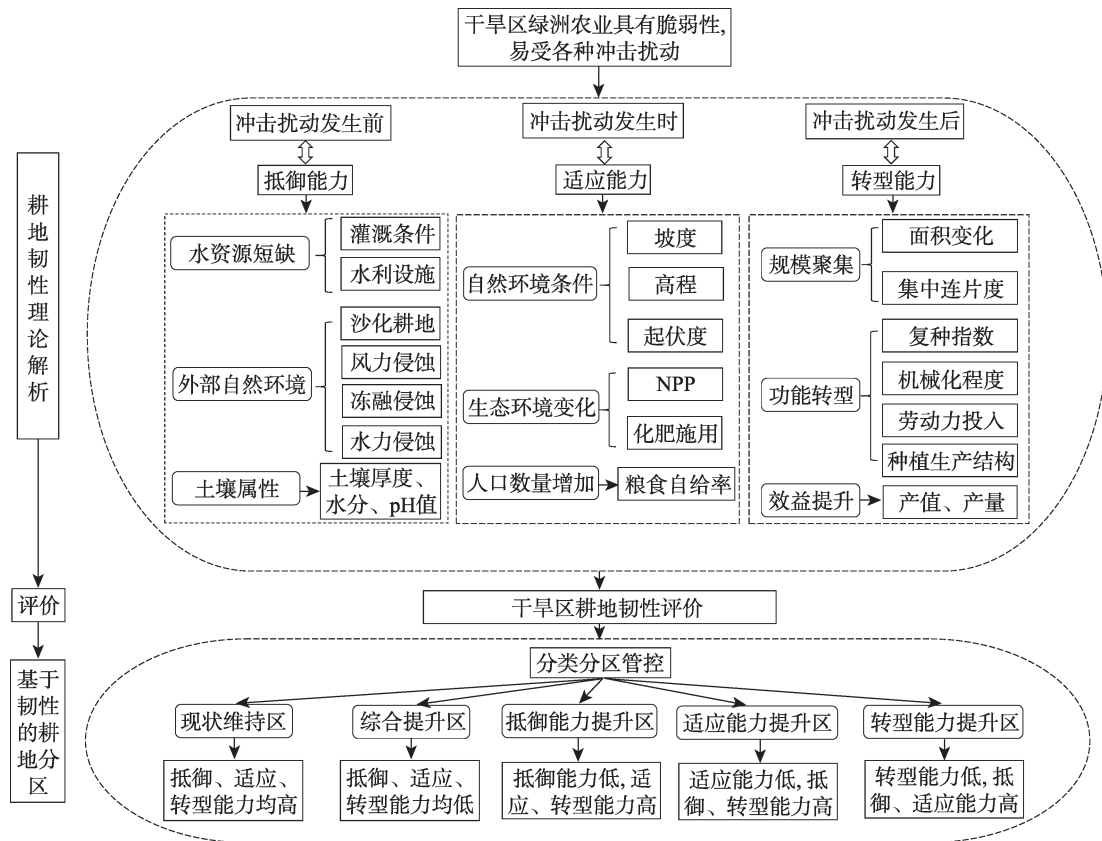 干旱区绿洲农业具有脆弱性,
易受各种冲击扰动
冲击扰动发生前
冲击扰动发生时
冲击扰动发生后
抵御能力
适应能力
转型能力
耕地韧性理论解析
水资源短缺
灌溉条件
水利设施
外部自然环境
沙化耕地
风力侵蚀
冻融侵蚀
水力侵蚀
土壤属性
土壤厚度、
水分、pH值
自然环境条件
坡度
高程
起伏度
生态环境变化
NPP
化肥施用
人口数量增加
粮食自给率
规模聚集
面积变化
集中连片度
功能转型
复种指数
机械化程度
劳动力投入
种植生产结构
效益提升
产值、产量
评价
干旱区耕地韧性评价
基于
韧性
的耕
地分
区
分类分区管控
现状维持区
综合提升区
抵御能力提升区
适应能力提升区
转型能力提升区
抵御、适应、
转型能力均高
抵御、适应、
转型能力均低
抵御能力低, 适
应、转型能力高
适应能力低, 抵
御、转型能力高
转型能力低, 抵
御、适应能力高